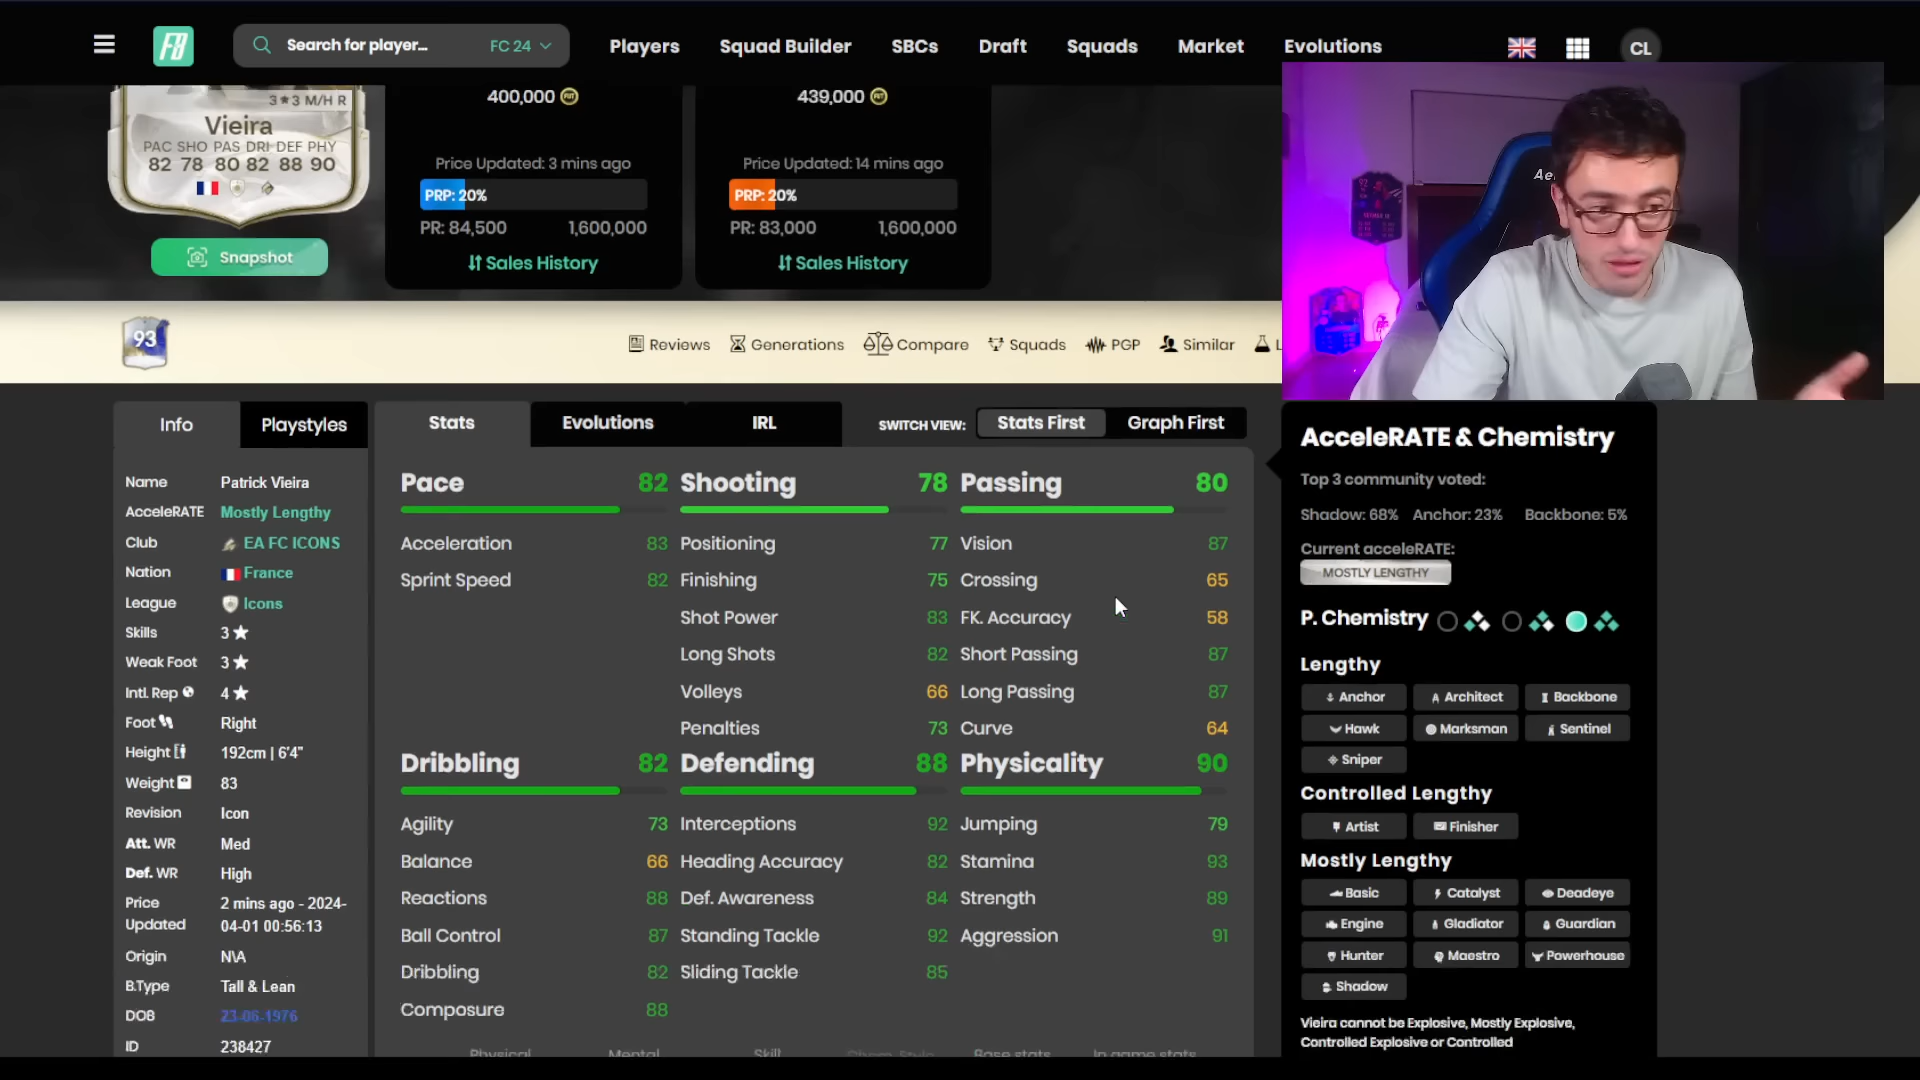 Search for player...
FC 24
Players
Squad Builder
SBCs
Draft
Squads
Market
Evolutions
CL
3★3 M/H R
Vieira
PAC SHO PAS DRI DEF PHY
82 78 80 82 88 90
Snapshot
400,000
Price Updated: 3 mins ago
PRP: 20%
PR: 84,500
1,600,000
Sales History
439,000
Price Updated: 14 mins ago
PRP: 20%
PR: 83,000
1,600,000
Sales History
93
Reviews
Generations
Compare
Squads
PGP
Similar
L
Info
Playstyles
Name Patrick Vieira
AcceleRATE Mostly Lengthy
Club EA FC ICONS
Nation France
League Icons
Skills 3★
Weak Foot 3★
Intl. Rep 4★
Foot Right
Height 192cm | 6'4"
Weight 83
Revision Icon
Att. WR Med
Def. WR High
Price Updated 2 mins ago - 2024-
04-01 00:56:13
Origin N\A
B.Type Tall & Lean
DOB 23-06-1976
ID 238427
Stats
Evolutions
IRL
SWITCH VIEW:
Stats First
Graph First
Pace 82
Acceleration 83
Sprint Speed 82
Shooting 78
Positioning 77
Finishing 75
Shot Power 83
Long Shots 82
Volleys 66
Penalties 73
Passing 80
Vision 87
Crossing 65
FK. Accuracy 58
Short Passing 87
Long Passing 87
Curve 64
Dribbling 82
Agility 73
Balance 66
Reactions 88
Ball Control 87
Dribbling 82
Composure 88
Defending 88
Interceptions 92
Heading Accuracy 82
Def. Awareness 84
Standing Tackle 92
Sliding Tackle 85
Physicality 90
Jumping 79
Stamina 93
Strength 89
Aggression 91
Physical
Mental
Skill
Chem. Style
Base stats
In game stats
AcceleRATE & Chemistry
Top 3 community voted:
Shadow: 68% Anchor: 23% Backbone: 5%
Current acceleRATE:
MOSTLY LENGTHY
P. Chemistry
Lengthy
Anchor
Architect
Backbone
Hawk
Marksman
Sentinel
Sniper
Controlled Lengthy
Artist
Finisher
Mostly Lengthy
Basic
Catalyst
Deadeye
Engine
Gladiator
Guardian
Hunter
Maestro
Powerhouse
Shadow
Vieira cannot be Explosive, Mostly Explosive,
Controlled Explosive or Controlled